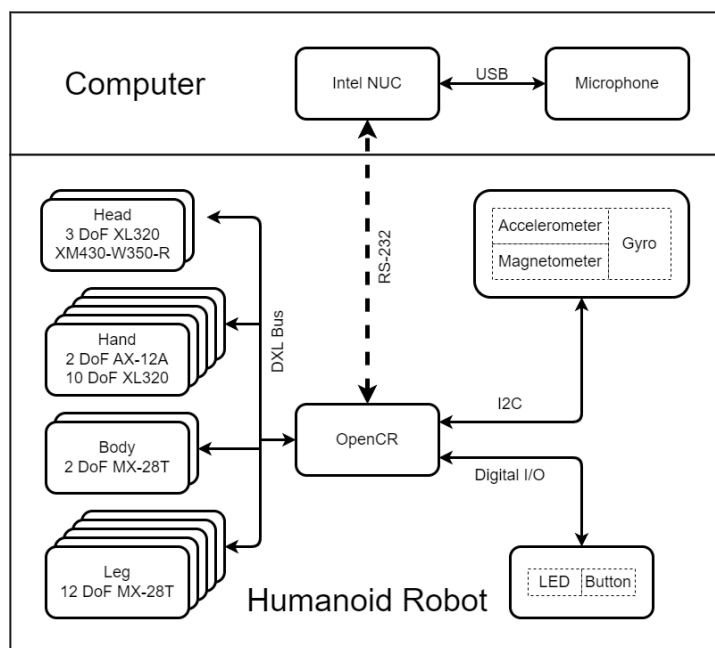 Computer
Intel NUC
USB
Microphone
RS-232
Head
3 DoF XL320
XM430-W350-R
Hand
2 DoF AX-12A
10 DoF XL320
Body
2 DoF MX-28T
Leg
12 DoF MX-28T
DXL Bus
OpenCR
Accelerometer
Magnetometer
Gyro
I2C
Digital I/O
LED
Button
Humanoid Robot